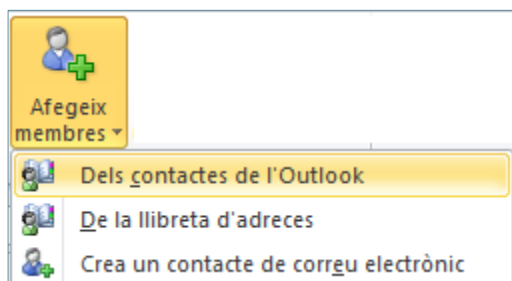 Afegeix
membres
Dels contactes de l'Outlook
De la llibreta d'adreces
Crea un contacte de correu electrònic